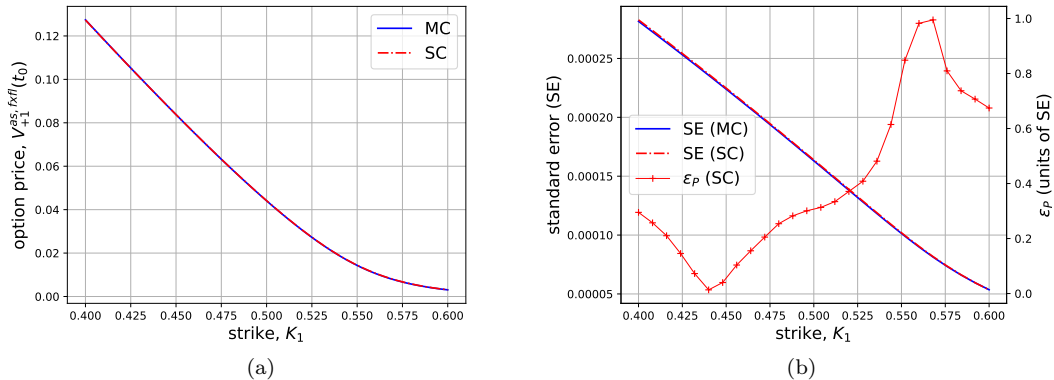 option price, V_{+1}^{as, fxfl}(t_0)
0.12
0.10
0.08
0.06
0.04
0.02
0.00
MC
SC
0.400 0.425 0.450 0.475 0.500 0.525 0.550 0.575 0.600
strike, K_1
(a)
standard error (SE)
0.00025
0.00020
0.00015
0.00010
0.00005
SE (MC)
SE (SC)
ε_P (SC)
1.0
0.8
0.6
0.4
0.2
0.0
ε_P (units of SE)
0.400 0.425 0.450 0.475 0.500 0.525 0.550 0.575 0.600
strike, K_1
(b)